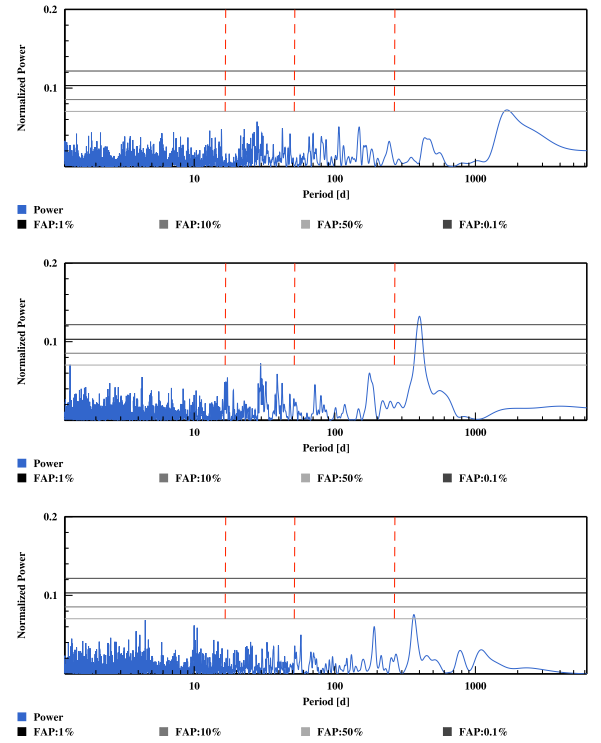 0.2
0.1
Normalized Power
10 100 1000
Period [d]
Power
FAP:1% FAP:10% FAP:50% FAP:0.1%
0.2
0.1
Normalized Power
10 100 1000
Period [d]
Power
FAP:1% FAP:10% FAP:50% FAP:0.1%
0.2
0.1
Normalized Power
10 100 1000
Period [d]
Power
FAP:1% FAP:10% FAP:50% FAP:0.1%